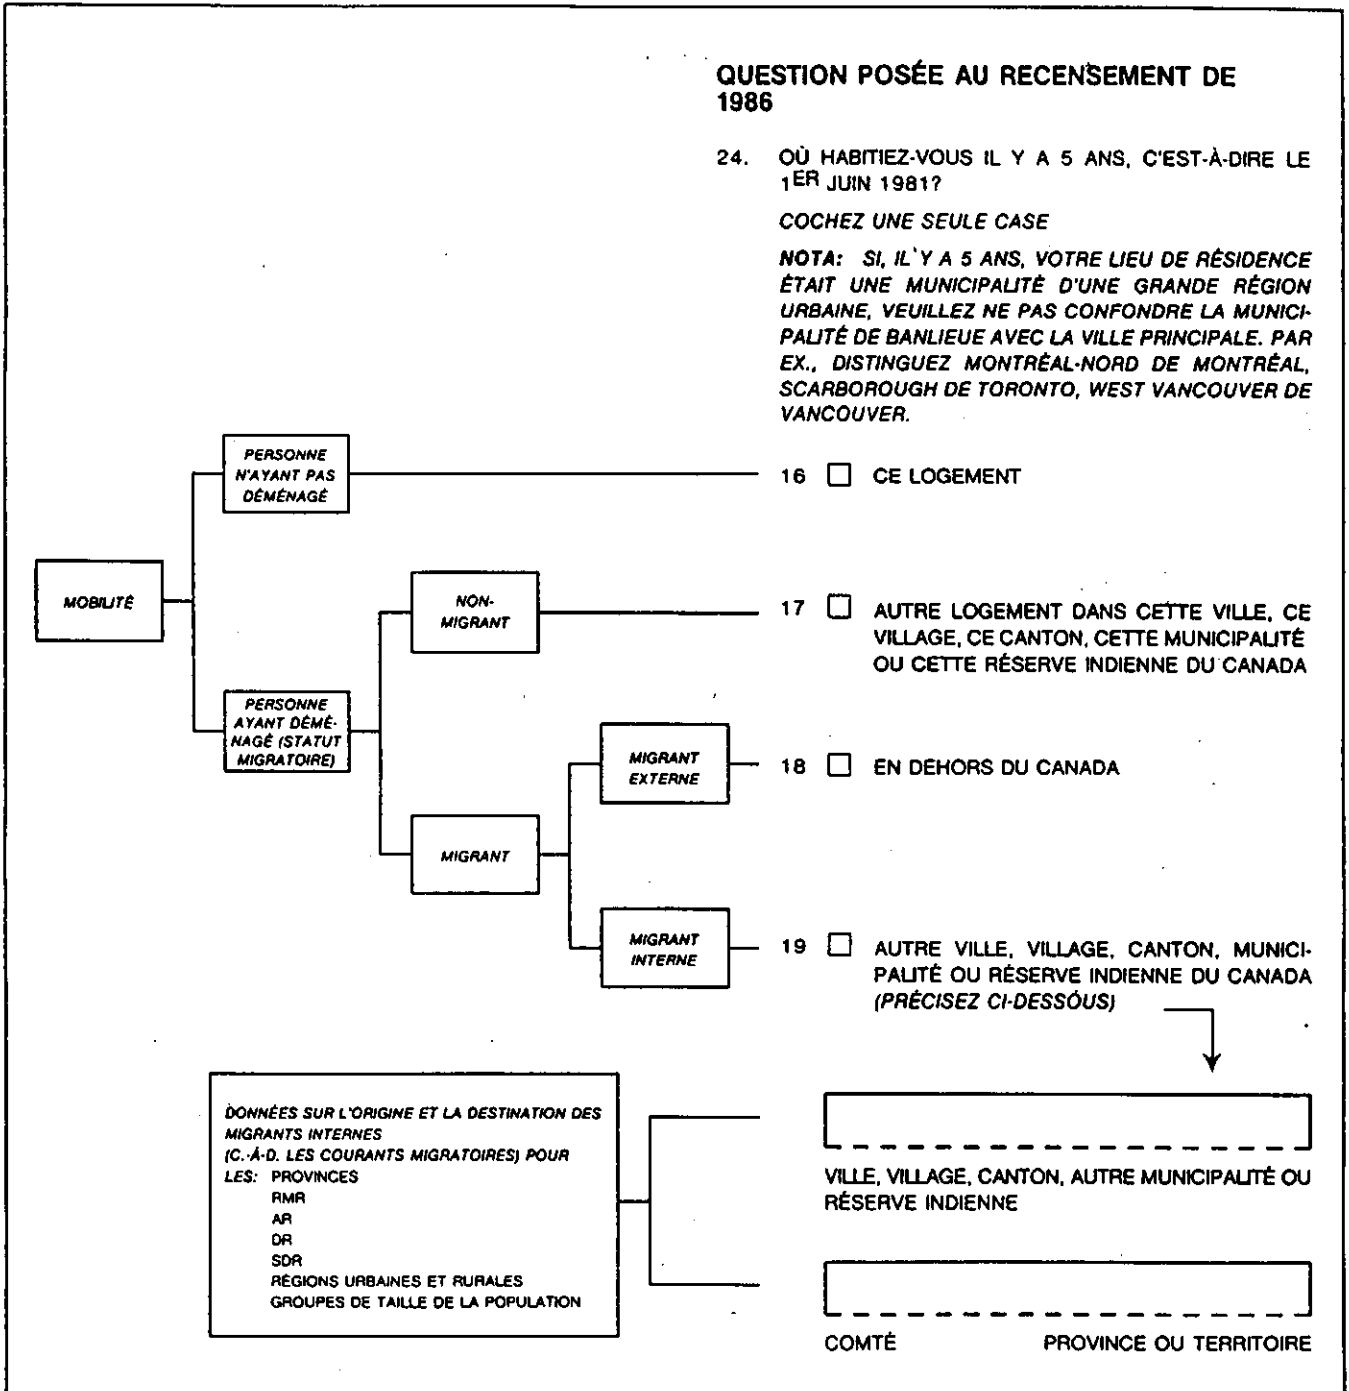 QUESTION POSÉE AU RECENSEMENT DE
1986
24. OÙ HABITIEZ-VOUS IL Y A 5 ANS, C'EST-À-DIRE LE
1ER JUIN 1981?
COCHEZ UNE SEULE CASE
NOTA: SI, IL Y A 5 ANS, VOTRE LIEU DE RÉSIDENCE
ÉTAIT UNE MUNICIPALITÉ D'UNE GRANDE RÉGION
URBAINE, VEUILLEZ NE PAS CONFONDRE LA MUNICI-
PALITÉ DE BANLIEUE AVEC LA VILLE PRINCIPALE. PAR
EX., DISTINGUEZ MONTRÉAL-NORD DE MONTRÉAL,
SCARBOROUGH DE TORONTO, WEST VANCOUVER DE
VANCOUVER.
PERSONNE
N'AYANT PAS
DÉMÉNAGÉ
16 CE LOGEMENT
MOBILITÉ
NON-
MIGRANT
17 AUTRE LOGEMENT DANS CETTE VILLE, CE
VILLAGE, CE CANTON, CETTE MUNICIPALITÉ
OU CETTE RÉSERVE INDIENNE DU CANADA
PERSONNE
AYANT DÉMÉ-
NAGÉ (STATUT
MIGRATOIRE)
MIGRANT
EXTERNE
18 EN DEHORS DU CANADA
MIGRANT
MIGRANT
INTERNE
19 AUTRE VILLE, VILLAGE, CANTON, MUNICI-
PALITÉ OU RÉSERVE INDIENNE DU CANADA
(PRÉCISEZ CI-DESSOUS)
DONNÉES SUR L'ORIGINE ET LA DESTINATION DES
MIGRANTS INTERNES
(C.-À-D. LES COURANTS MIGRATOIRES) POUR
LES: PROVINCES
RMR
AR
DR
SDR
RÉGIONS URBAINES ET RURALES
GROUPES DE TAILLE DE LA POPULATION
VILLE, VILLAGE, CANTON, AUTRE MUNICIPALITÉ OU
RÉSERVE INDIENNE
COMTÉ PROVINCE OU TERRITOIRE